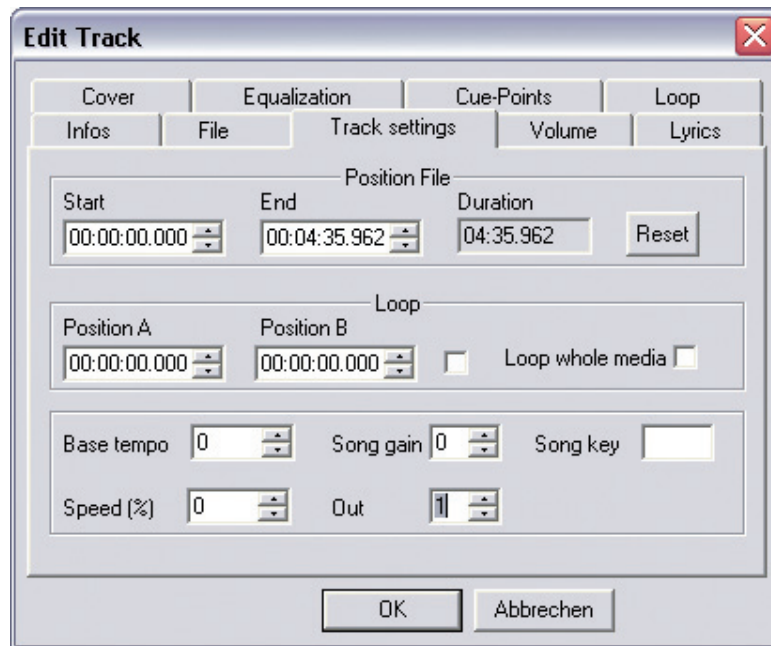 Edit Track
Cover Equalization Cue-Points Loop
Infos File Track settings Volume Lyrics
Position File
Start End Duration
00:00:00.000 00:04:35.962 04:35.962 Reset
Loop
Position A Position B
00:00:00.000 00:00:00.000 Loop whole media
Base tempo 0 Song gain 0 Song key
Speed (%) 0 Out 1
OK Abbrechen